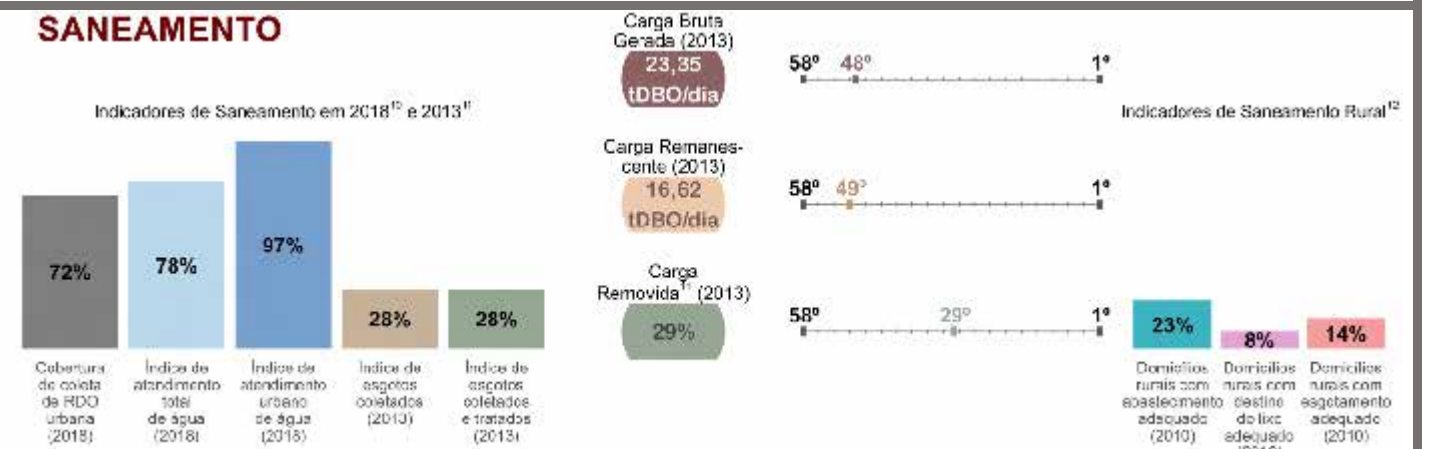 SANEAMENTO
Indicadores de Saneamento em 2018¹⁰ e 2013¹¹
72%
78%
97%
28%
28%
Cobertura
de coleta
de RDO
urbana
(2018)
Índice de
atendimento
total
de água
(2018)
Índice de
atendimento
urbano
de água
(2018)
Índice de
esgotos
coletados
(2013)
Índice de
esgotos
coletados
e tratados
(2013)
Carga Bruta
Gerada (2013)
23,35
tDBO/dia
58º 48º 1º
Carga Remanes-
cente (2013)
16,62
tDBO/dia
58º 49º 1º
Carga
Removida¹¹ (2013)
29%
58º 29º 1º
Indicadores de Saneamento Rural¹²
23%
8%
14%
Domicílios
rurais com
abastecimento
adequado
(2010)
Domicílios
rurais com
destino
do lixo
adequado
Domicílios
rurais com
esgotamento
adequado
(2010)